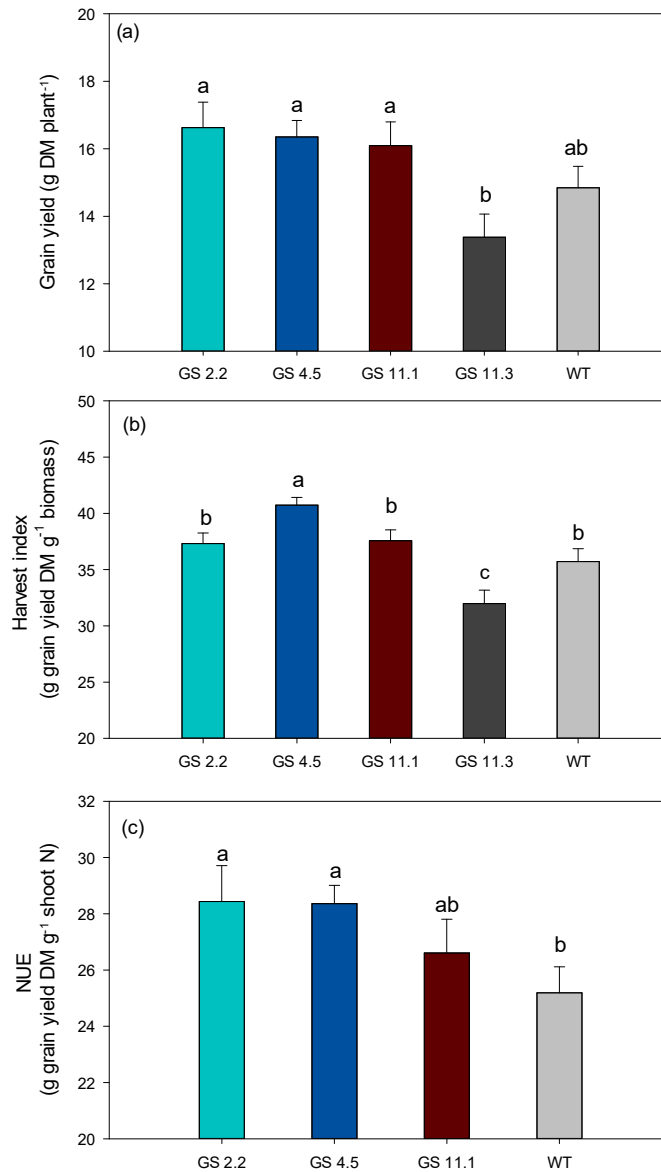 (a)
Grain yield (g DM plant⁻¹)
20
18
16
14
12
10
a
a
a
b
ab
GS 2.2 GS 4.5 GS 11.1 GS 11.3 WT
(b)
Harvest index
(g grain yield DM g⁻¹ biomass)
50
45
40
35
30
25
20
b
a
b
c
b
GS 2.2 GS 4.5 GS 11.1 GS 11.3 WT
(c)
NUE
(g grain yield DM g⁻¹ shoot N)
32
30
28
26
24
22
20
a
a
ab
b
GS 2.2 GS 4.5 GS 11.1 WT